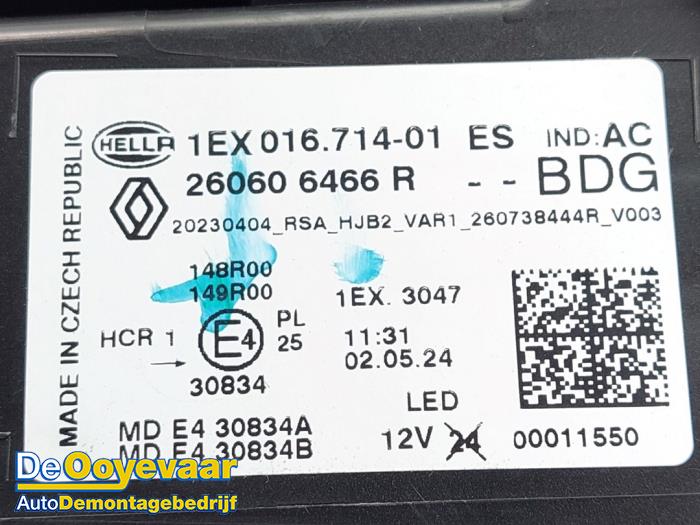 MADE IN CZECH REPUBLIC
HELLA 1EX 016.714-01 ES IND: AC
26060 6466 R - - BDG
20230404_RSA_HJB2_VAR1_260738444R_V003
148R00
149R00
1EX. 3047
HCR 1 → E4 PL 25
11:31
02.05.24
30834
LED
MD E4 30834A
MD E4 30834B
12V 24
00011550
DeOoyevaar
AutoDemontagebedrijf